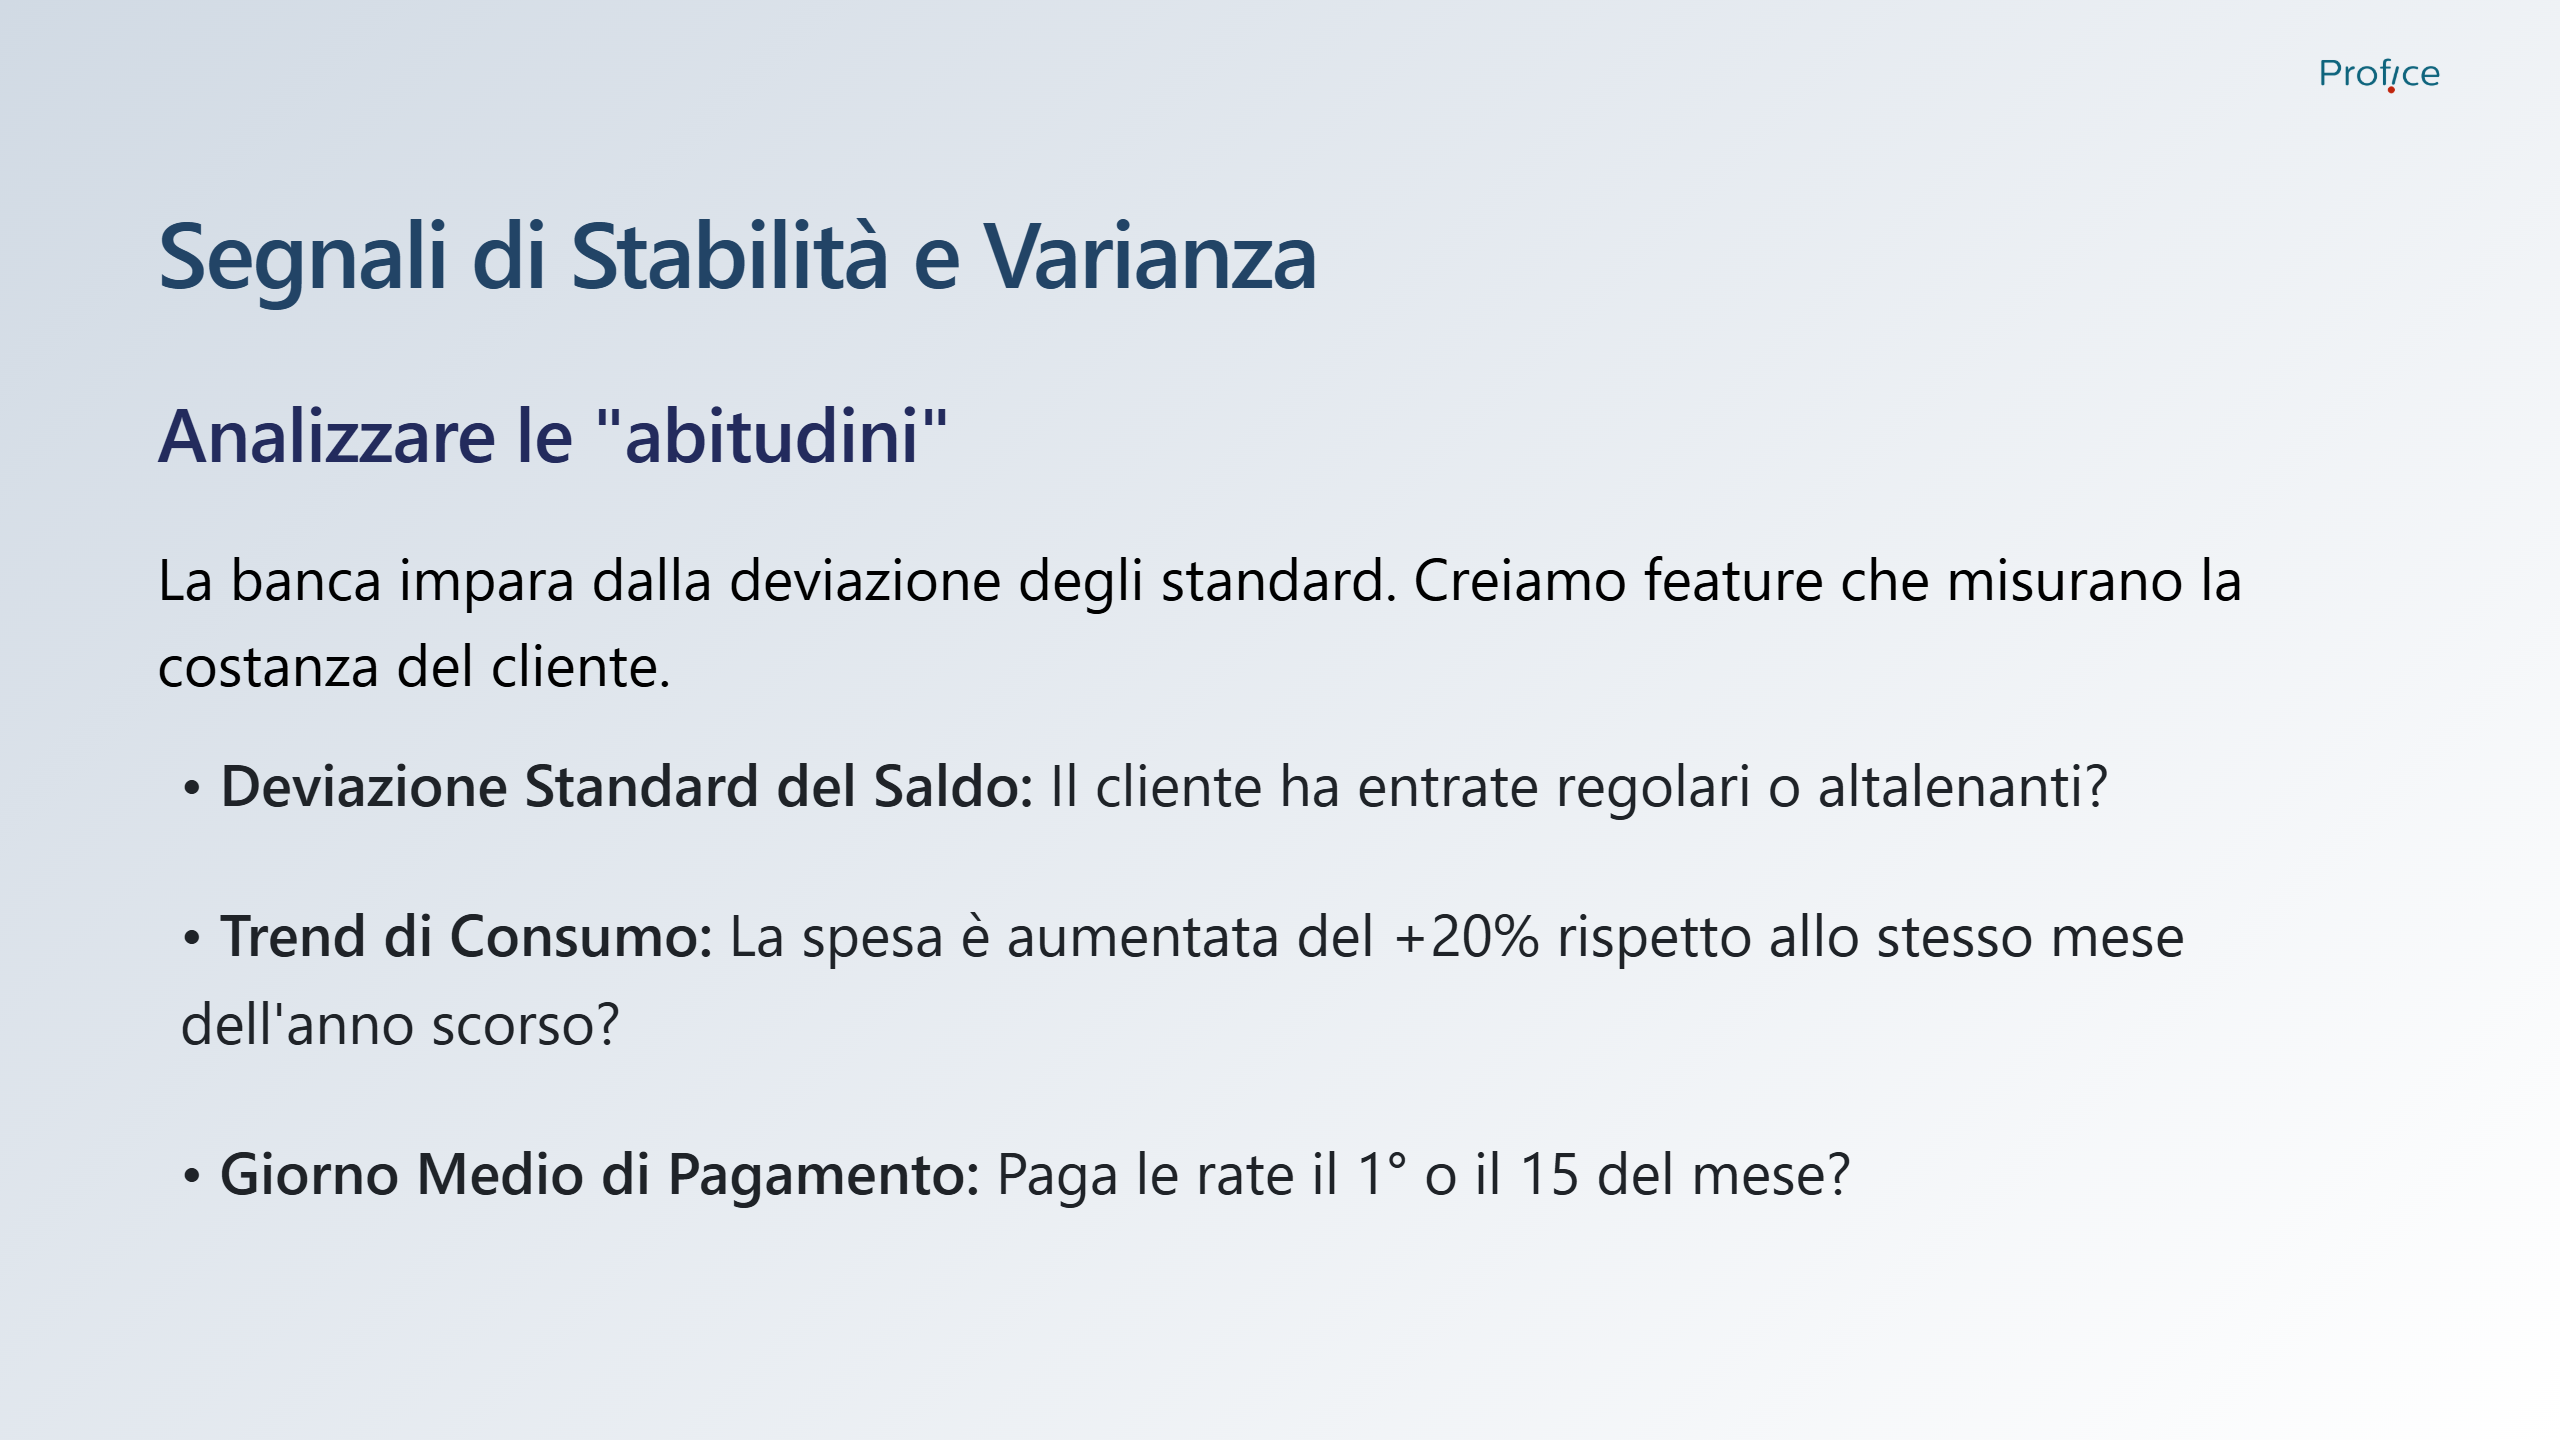 Profice
Segnali di Stabilità e Varianza
Analizzare le "abitudini"
La banca impara dalla deviazione degli standard. Creiamo feature che misurano la
costanza del cliente.
• Deviazione Standard del Saldo: Il cliente ha entrate regolari o altalenanti?
• Trend di Consumo: La spesa è aumentata del +20% rispetto allo stesso mese
dell'anno scorso?
• Giorno Medio di Pagamento: Paga le rate il 1° o il 15 del mese?